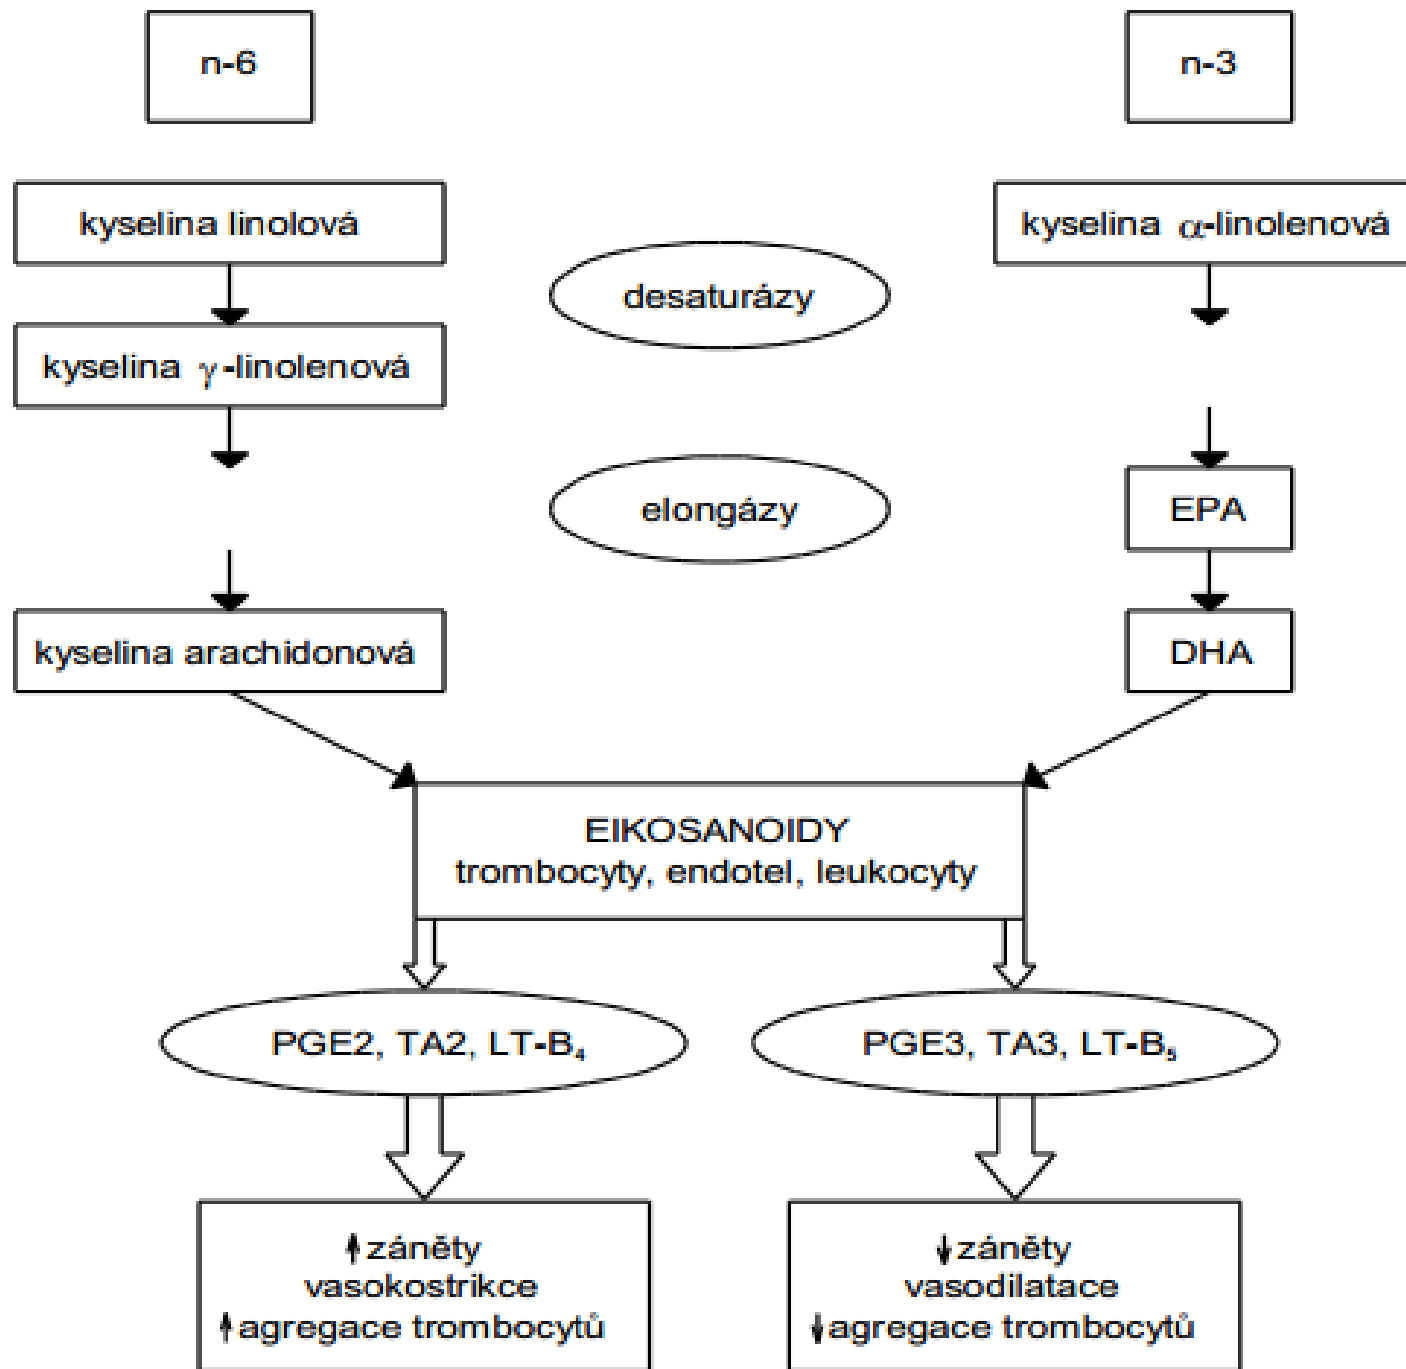 n-6
n-3
kyselina linolová
kyselina α-linolenová
desaturázy
kyselina γ-linolenová
elongázy
EPA
kyselina arachidonová
DHA
EIKOSANOIDY
trombocyty, endotel, leukocyty
PGE2, TA2, LT-B₄
PGE3, TA3, LT-B₅
↑záněty
vasokostrikce
↑agregace trombocytů
↓záněty
vasodilatace
↓agregace trombocytů